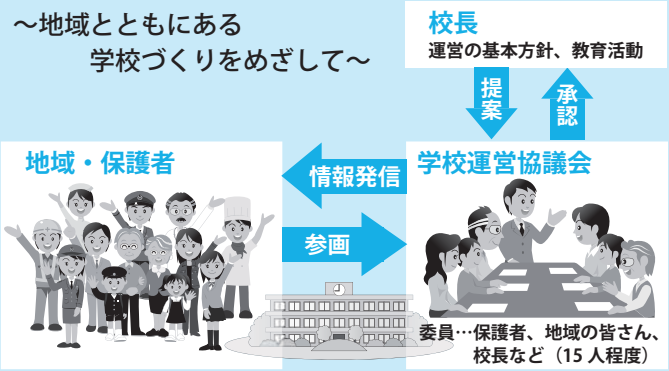 〜地域とともにある
学校づくりをめざして〜
校長
運営の基本方針、教育活動
提案
承認
地域・保護者
情報発信
参画
学校運営協議会
委員…保護者、地域の皆さん、
校長など（15 人程度）